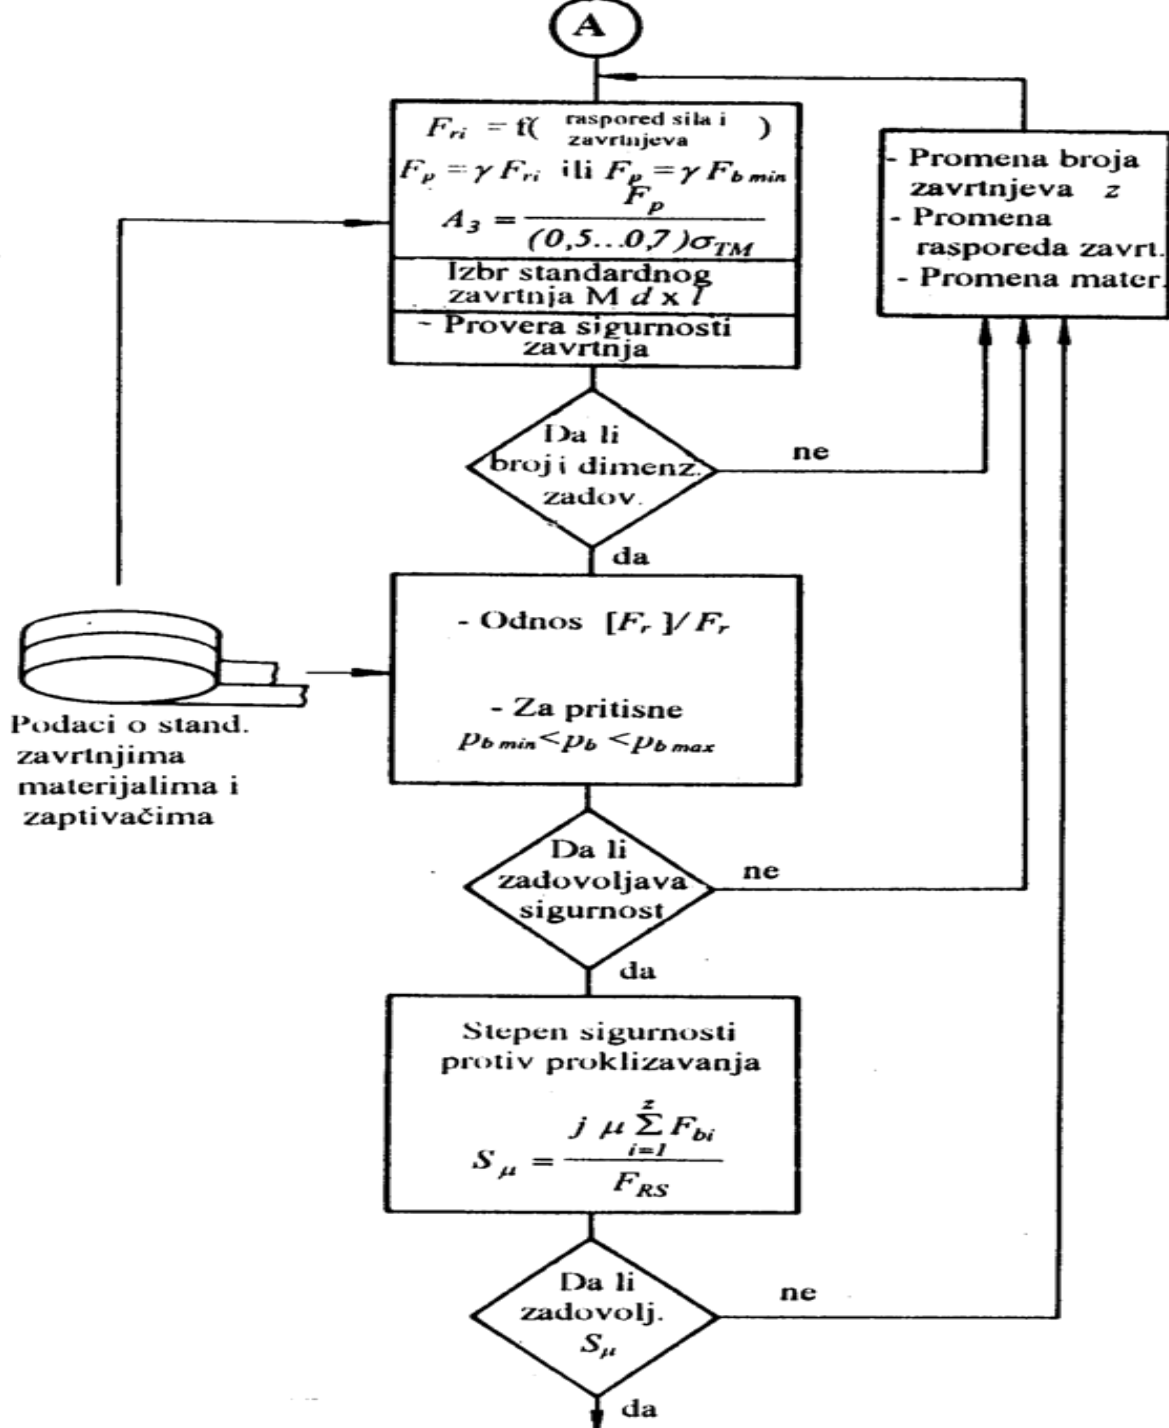 A
F_ri = f( raspored sila i zavrtnjeva )
F_p = γ F_ri ili F_p = γ F_b min
A_3 = F_p / (0,5...0,7)σ_TM
Izbr standardnog
zavrtnja M d x l
- Provera sigurnosti
zavrtnja
- Promena broja
zavrtnjeva z
- Promena
rasporeda zavrt.
- Promena mater.
Da li
broj i dimenz.
zadov.
ne
da
- Odnos [F_r]/F_r
- Za pritisne
p_b min < p_b < p_b max
Podaci o stand.
zavrtnjima
materijalima i
zaptivačima
Da li
zadovoljava
sigurnost
ne
da
Stepen sigurnosti
protiv proklizavanja
S_μ = j μ Σ_{i=1}^{z} F_bi / F_RS
Da li
zadovolj.
S_μ
ne
da